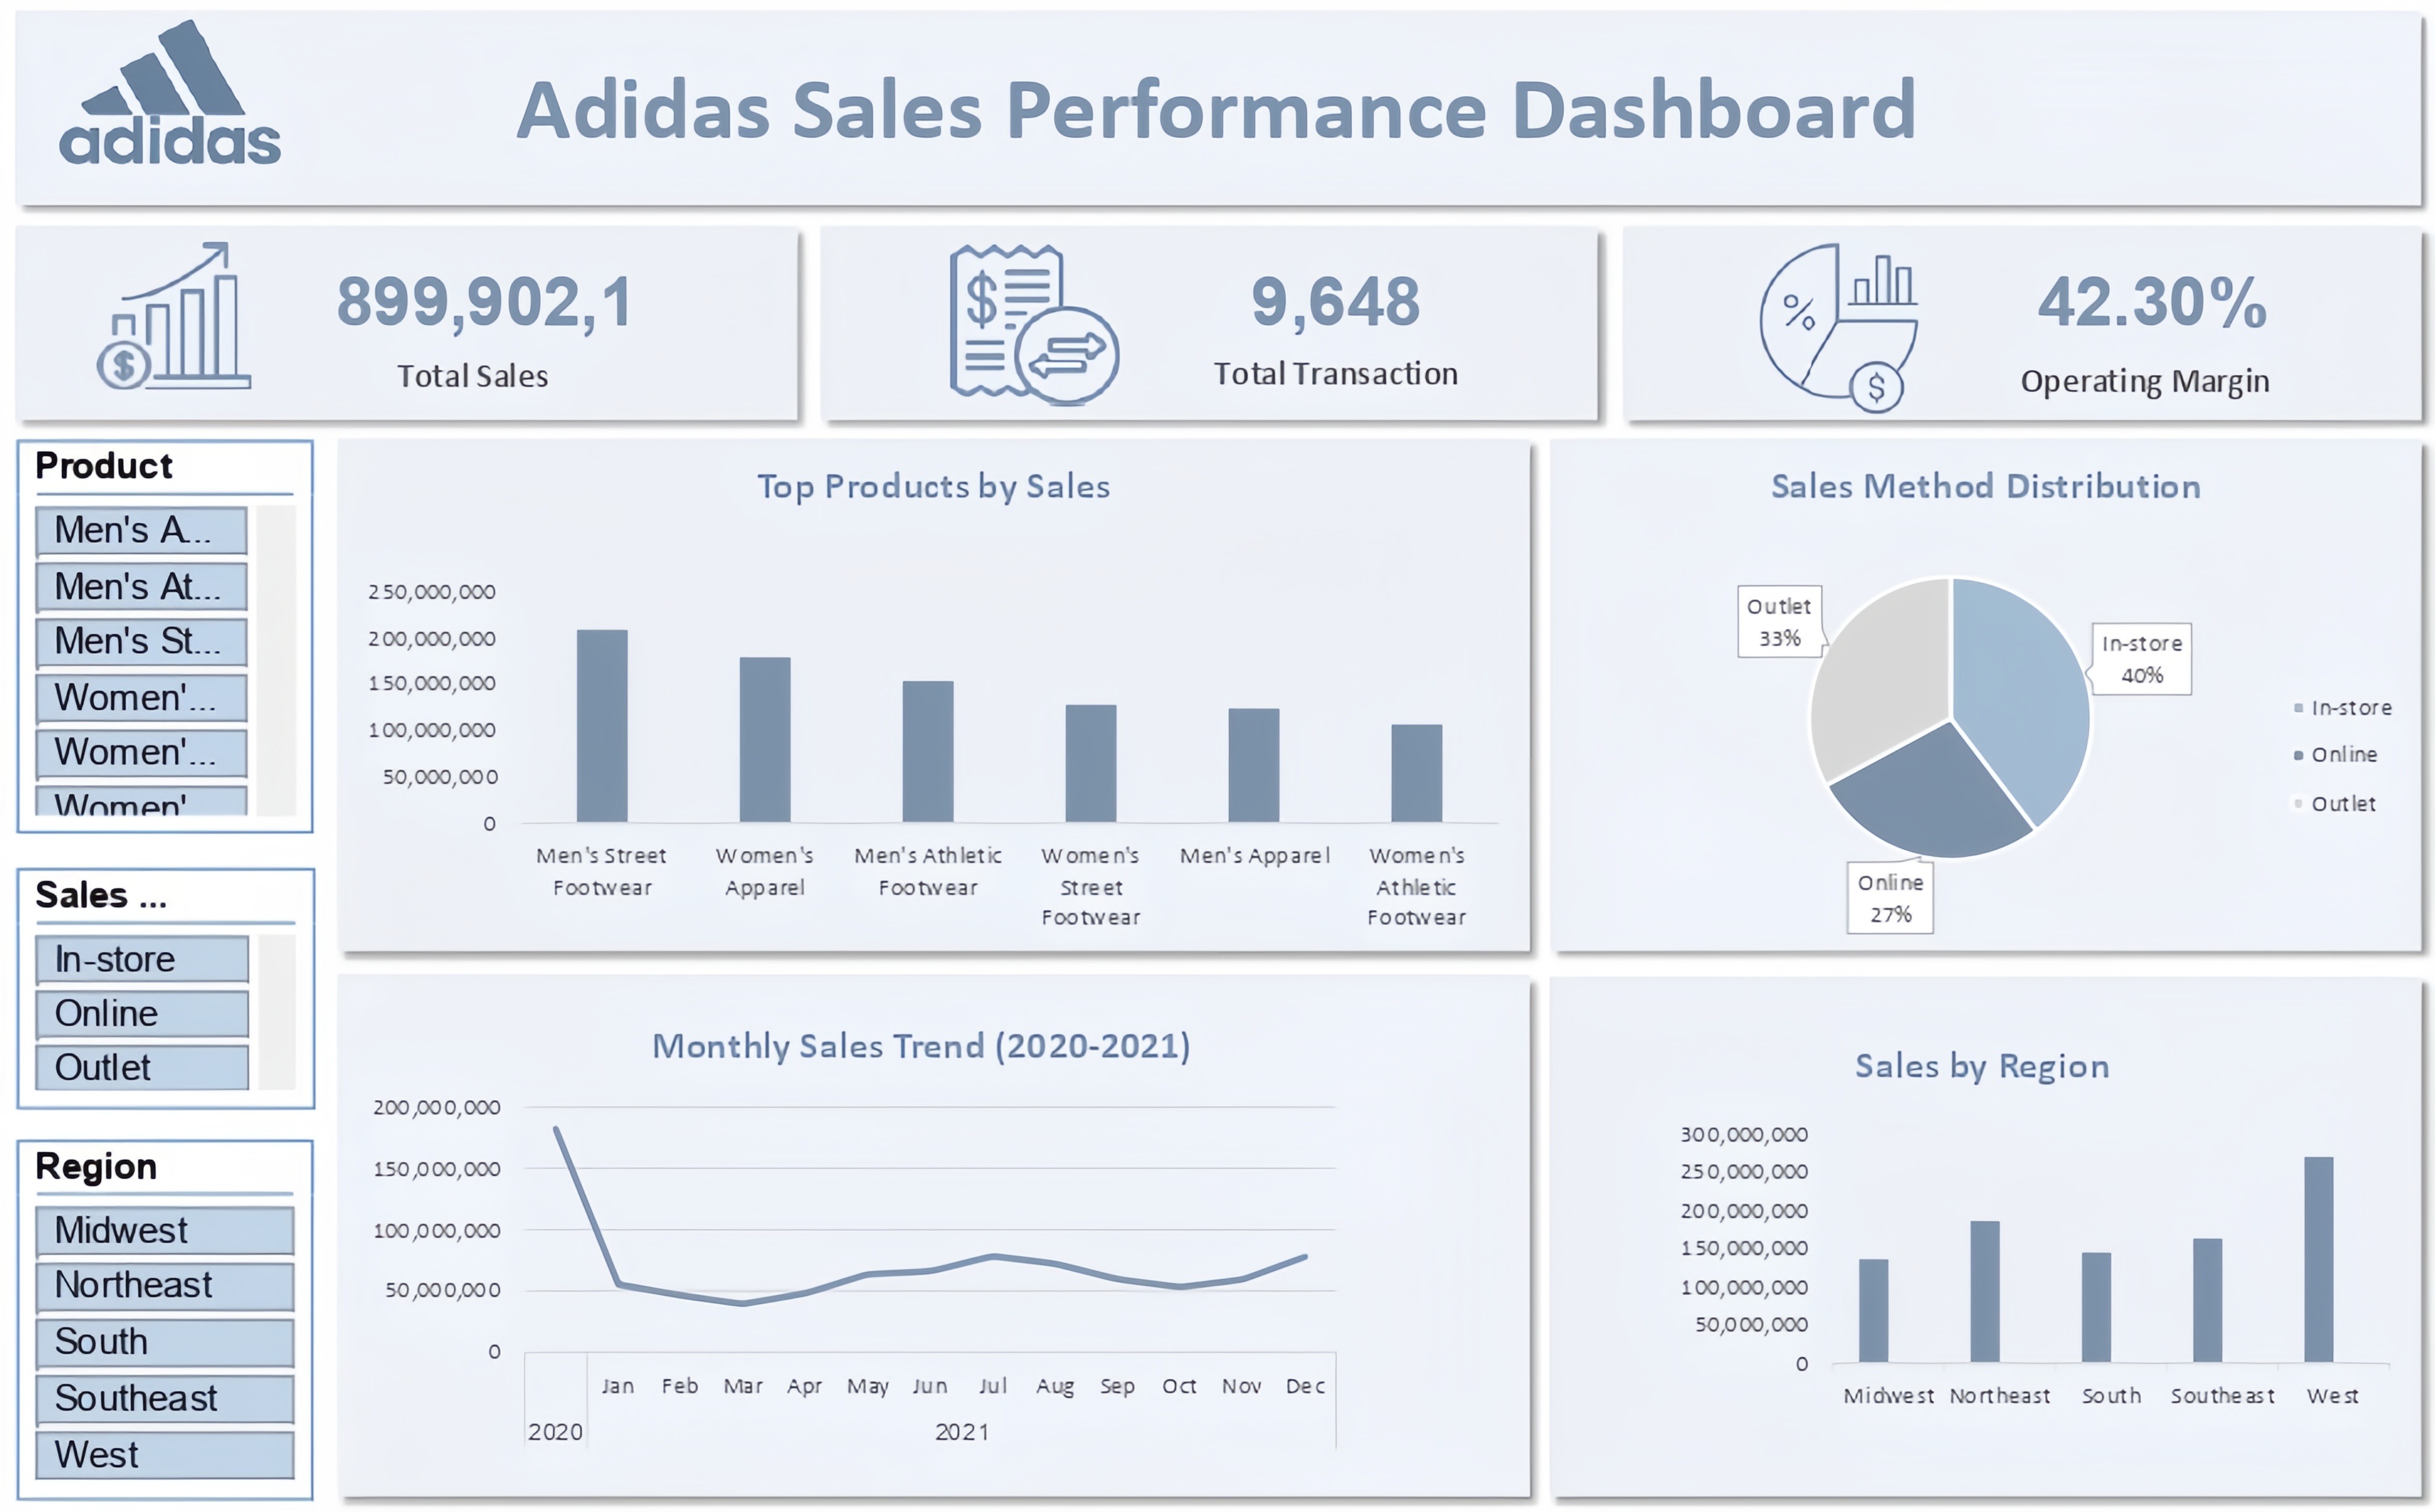 adidas
Adidas Sales Performance Dashboard
$
899,902,1
Total Sales
$
9,648
Total Transaction
%
$
42.30%
Operating Margin
Product
Men's A...
Men's At...
Men's St...
Women'...
Women'...
Women'
Sales ...
In-store
Online
Outlet
Region
Midwest
Northeast
South
Southeast
West
Top Products by Sales
250,000,000
200,000,000
150,000,000
100,000,000
50,000,000
0
Men's Street Footwear
Women's Apparel
Men's Athletic Footwear
Women's Street Footwear
Men's Apparel
Women's Athletic Footwear
Sales Method Distribution
Outlet
33%
In-store
40%
Online
27%
In-store
Online
Outlet
Monthly Sales Trend (2020-2021)
200,000,000
150,000,000
100,000,000
50,000,000
0
Jan Feb Mar Apr May Jun Jul Aug Sep Oct Nov Dec
2020 2021
Sales by Region
300,000,000
250,000,000
200,000,000
150,000,000
100,000,000
50,000,000
0
Midwest Northeast South Southeast West